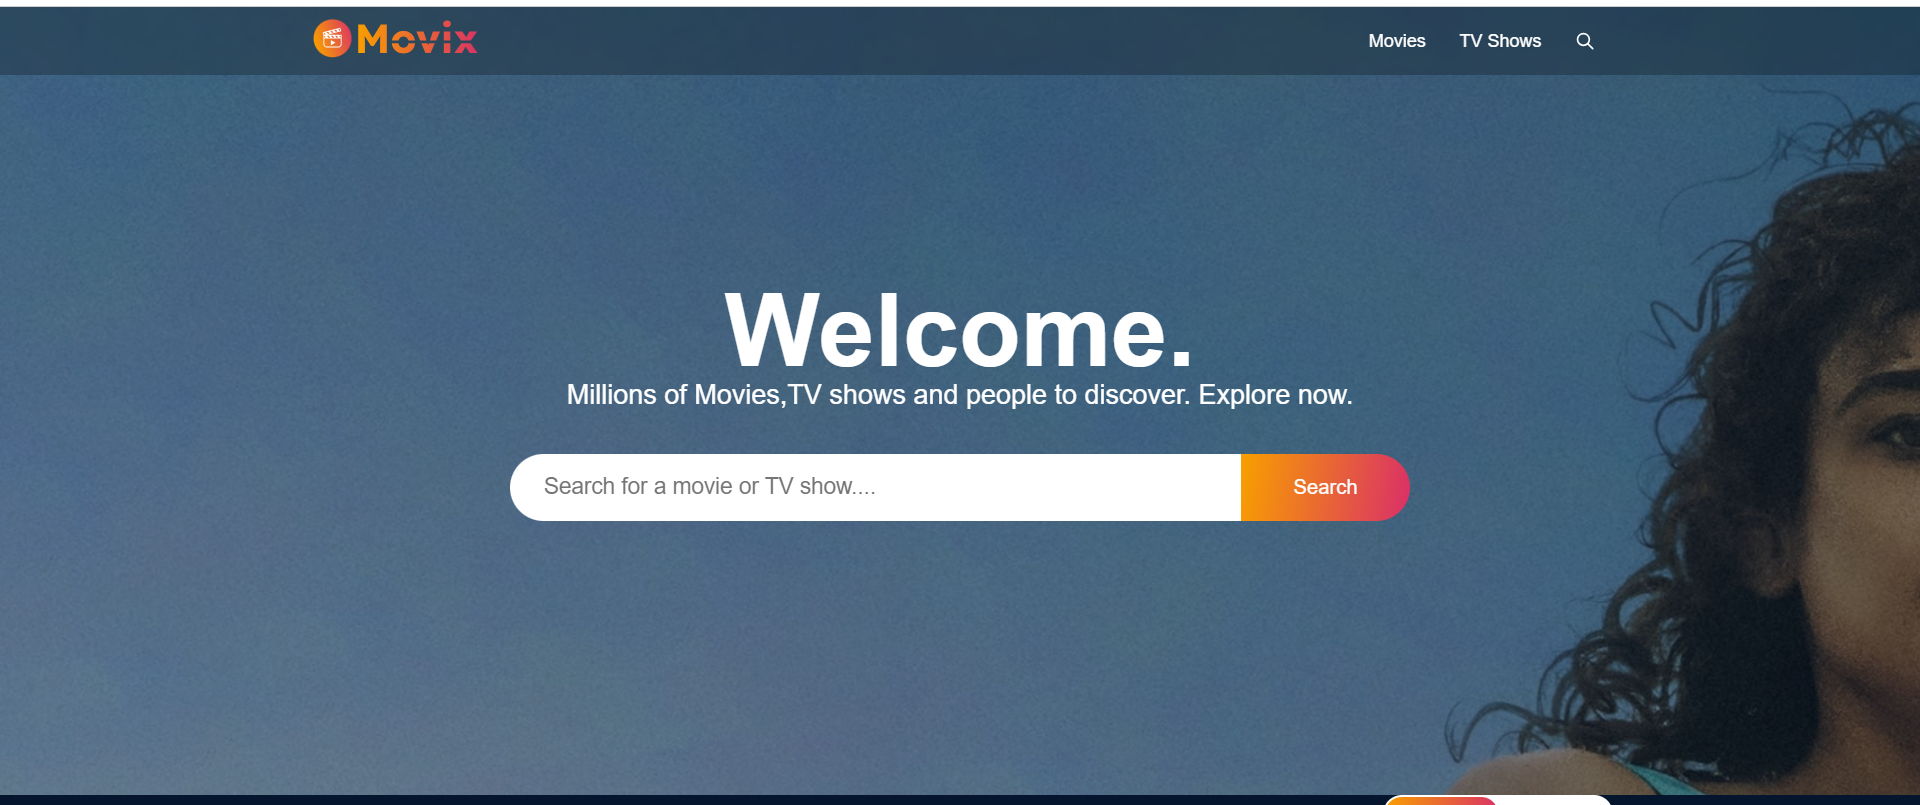 Movix
Movies TV Shows
Welcome.
Millions of Movies,TV shows and people to discover. Explore now.
Search for a movie or TV show....
Search